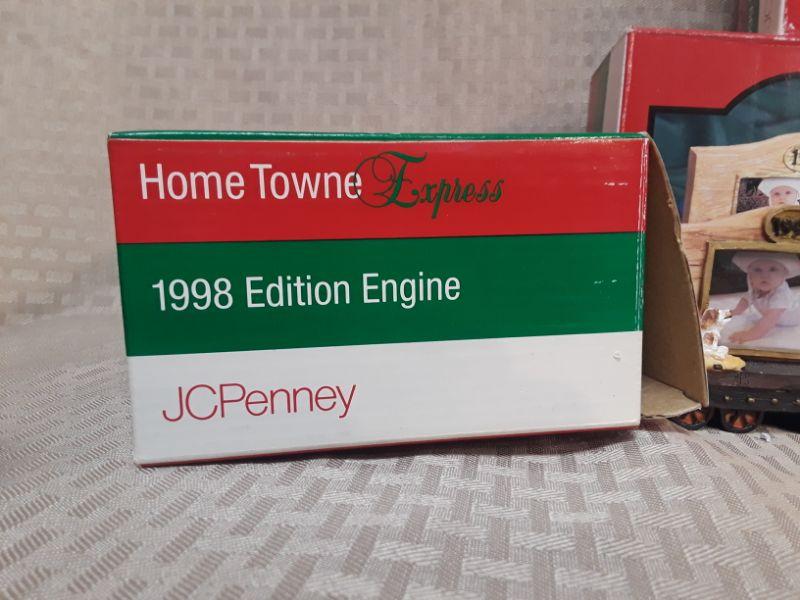 Home Towne Express
1998 Edition Engine
JCPenney